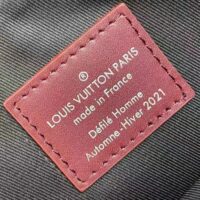 LOUIS VUITTON PARIS
made in France
Défilé Homme
Automne-Hiver 2021